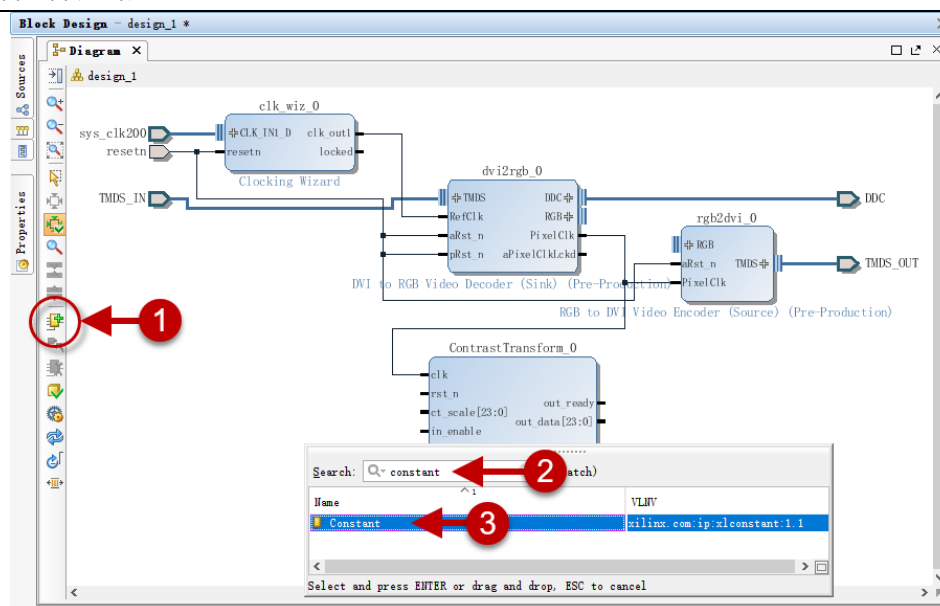 Block Design - design_1 *
Sources
Properties
Diagram
design_1
clk_wiz_0
sys_clk200
resetn
CLK_IN1_D clk_out1
resetn locked
Clocking Wizard
TMDS_IN
dvi2rgb_0
TMDS DDC
RefClk RGB
aRst_n PixelClk
pRst_n aPixelClkLckd
DVI to RGB Video Decoder (Sink) (Pre-Production)
DDC
rgb2dvi_0
RGB
aRst_n TMDS
PixelClk
TMDS_OUT
RGB to DVI Video Encoder (Source) (Pre-Production)
1
ContrastTransform_0
clk
rst_n
ct_scale[23:0] out_ready
in_enable out_data[23:0]
Search: constant 2 atch)
Name 1 VLNV
Constant 3 xilinx.com:ip:xlconstant:1.1
Select and press ENTER or drag and drop, ESC to cancel